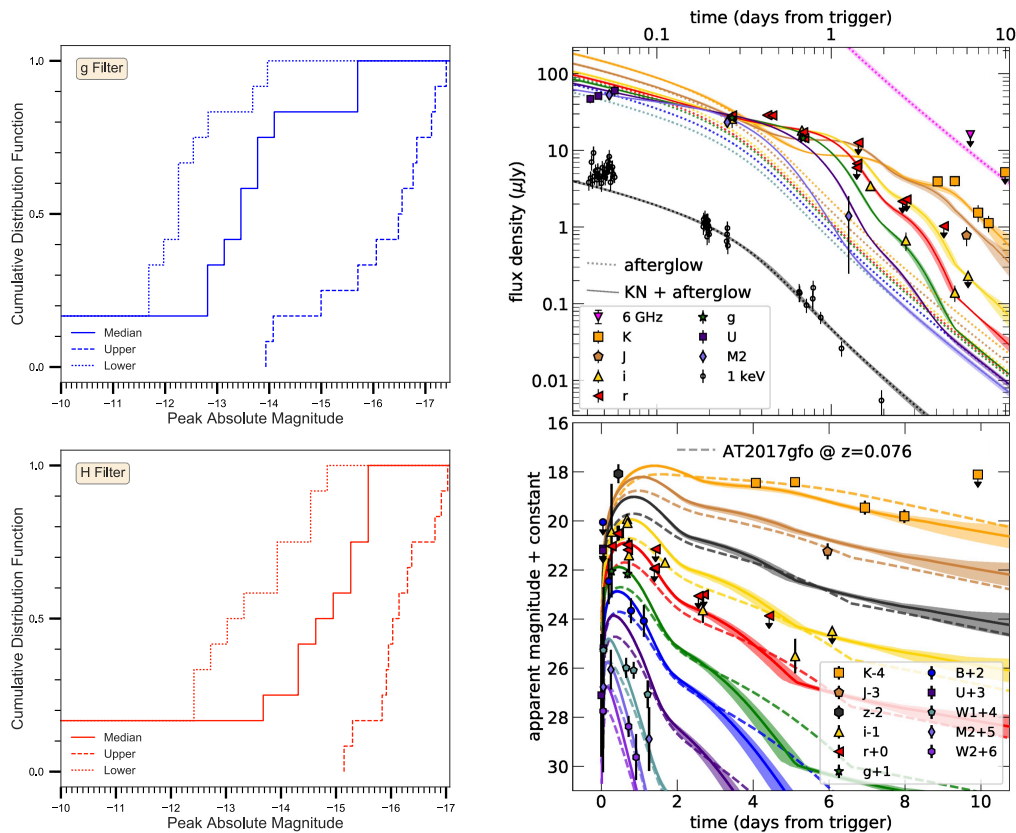 g Filter
Cumulative Distribution Function
1.0
0.5
0.0
Median
Upper
Lower
−10 −11 −12 −13 −14 −15 −16 −17
Peak Absolute Magnitude
H Filter
Cumulative Distribution Function
1.0
0.5
0.0
Median
Upper
Lower
−10 −11 −12 −13 −14 −15 −16 −17
Peak Absolute Magnitude
time (days from trigger)
0.1 1 10
flux density (μJy)
100
10
1
0.1
0.01
afterglow
KN + afterglow
6 GHz
K
J
i
r
g
U
M2
1 keV
apparent magnitude + constant
16
18
20
22
24
26
28
30
AT2017gfo @ z=0.076
K-4
J-3
z-2
i-1
r+0
g+1
B+2
U+3
W1+4
M2+5
W2+6
0 2 4 6 8 10
time (days from trigger)